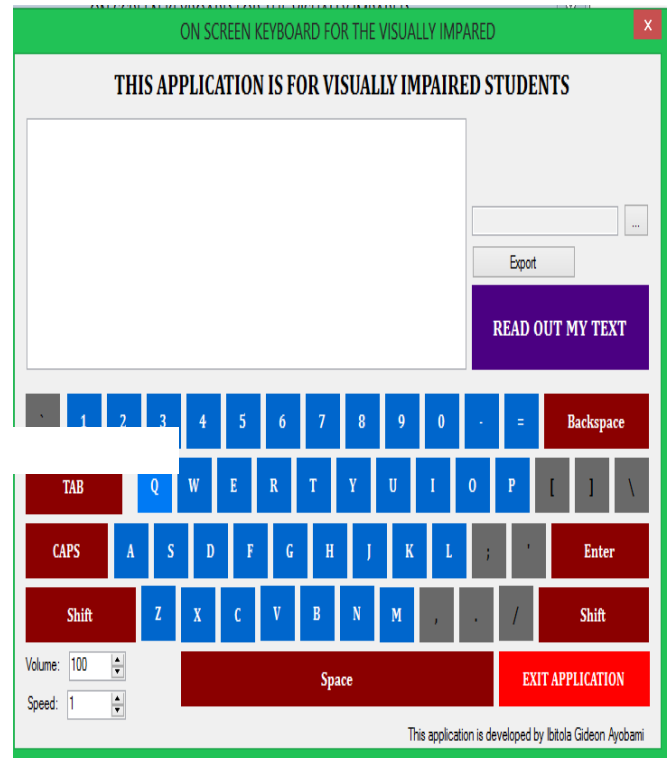 ON SCREEN KEYBOARD FOR THE VISUALLY IMPARED
X
THIS APPLICATION IS FOR VISUALLY IMPAIRED STUDENTS
...
Export
READ OUT MY TEXT
` 1 2 3 4 5 6 7 8 9 0 - = Backspace
TAB Q W E R T Y U I O P [ ] \
CAPS A S D F G H J K L ; ' Enter
Shift Z X C V B N M , . / Shift
Volume: 100
Space
EXIT APPLICATION
Speed: 1
This application is developed by Ibitola Gideon Ayobami